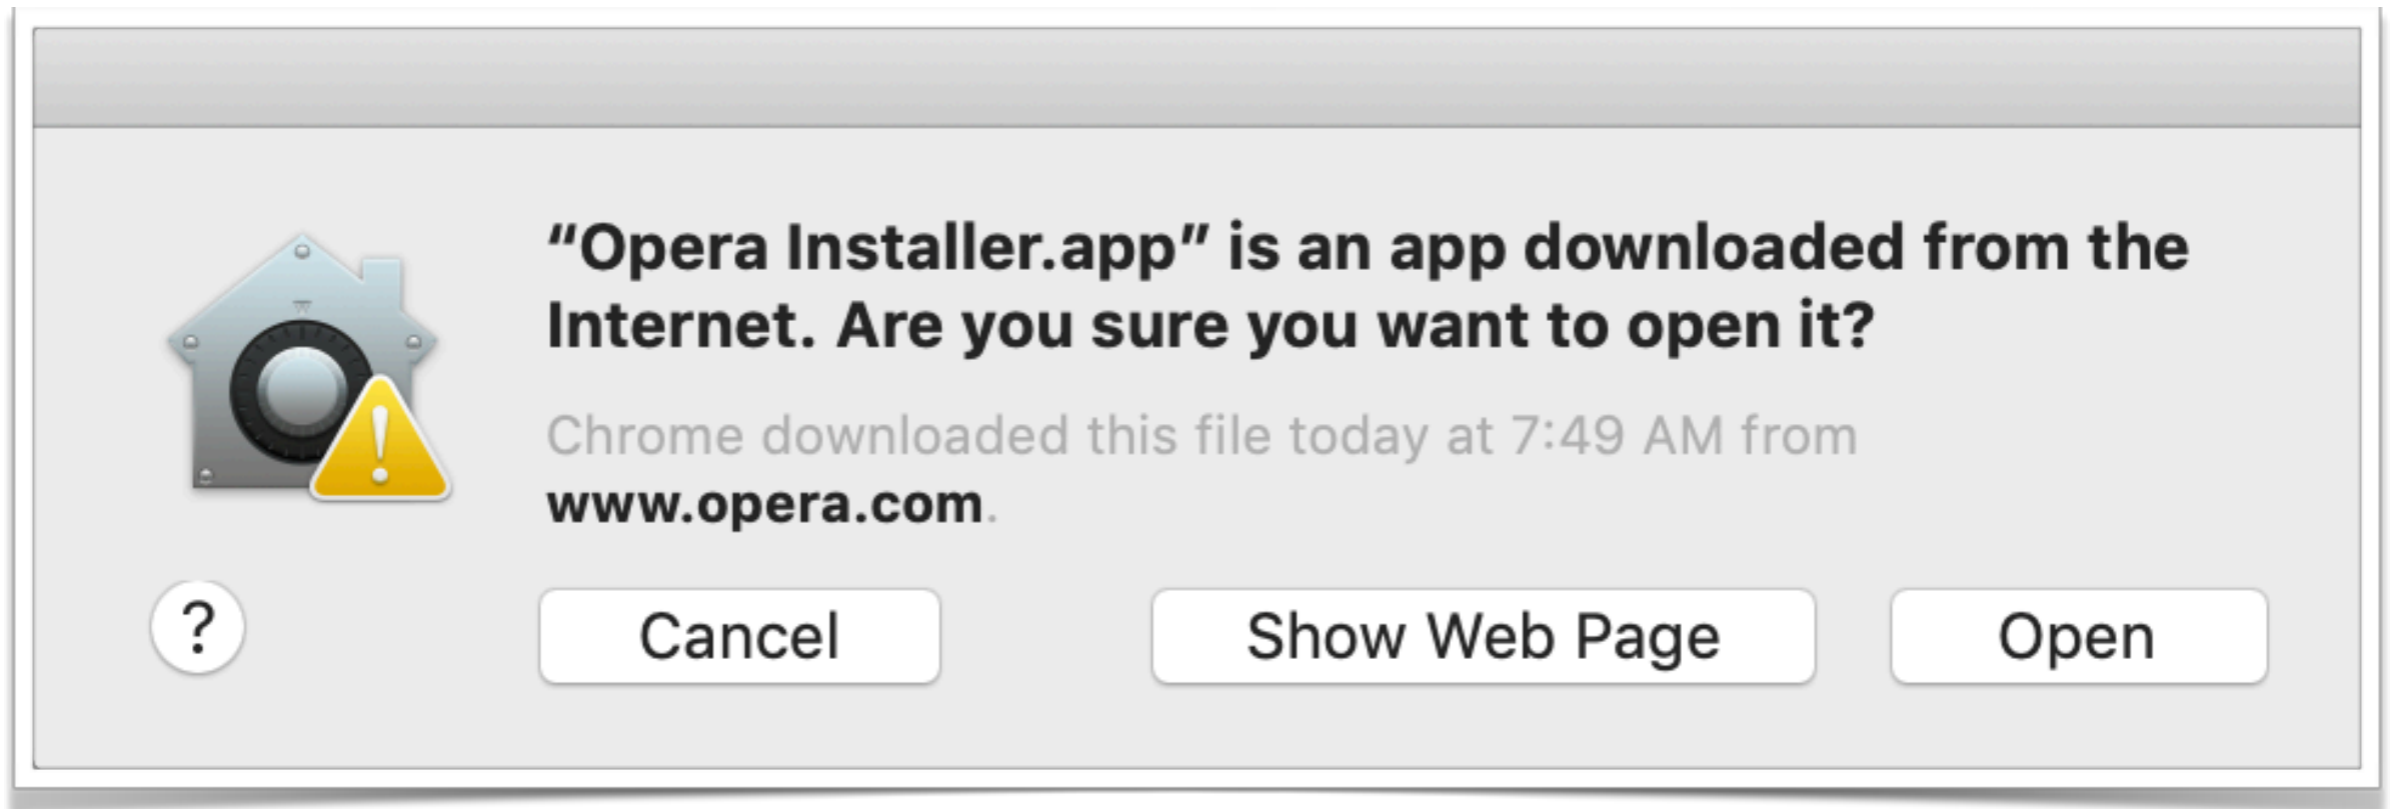 “Opera Installer.app” is an app downloaded from the
Internet. Are you sure you want to open it?
Chrome downloaded this file today at 7:49 AM from
www.opera.com.
?
Cancel
Show Web Page
Open